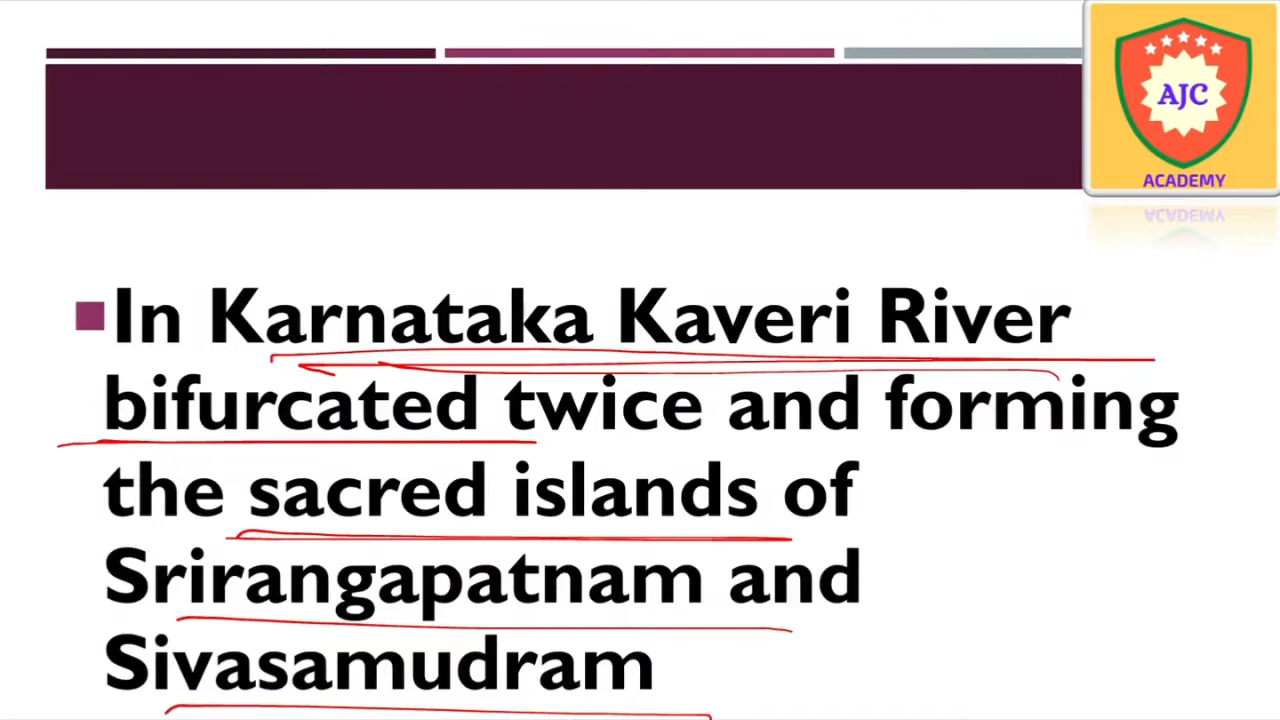 AJC
ACADEMY
In Karnataka Kaveri River
bifurcated twice and forming
the sacred islands of
Srirangapatnam and
Sivasamudram